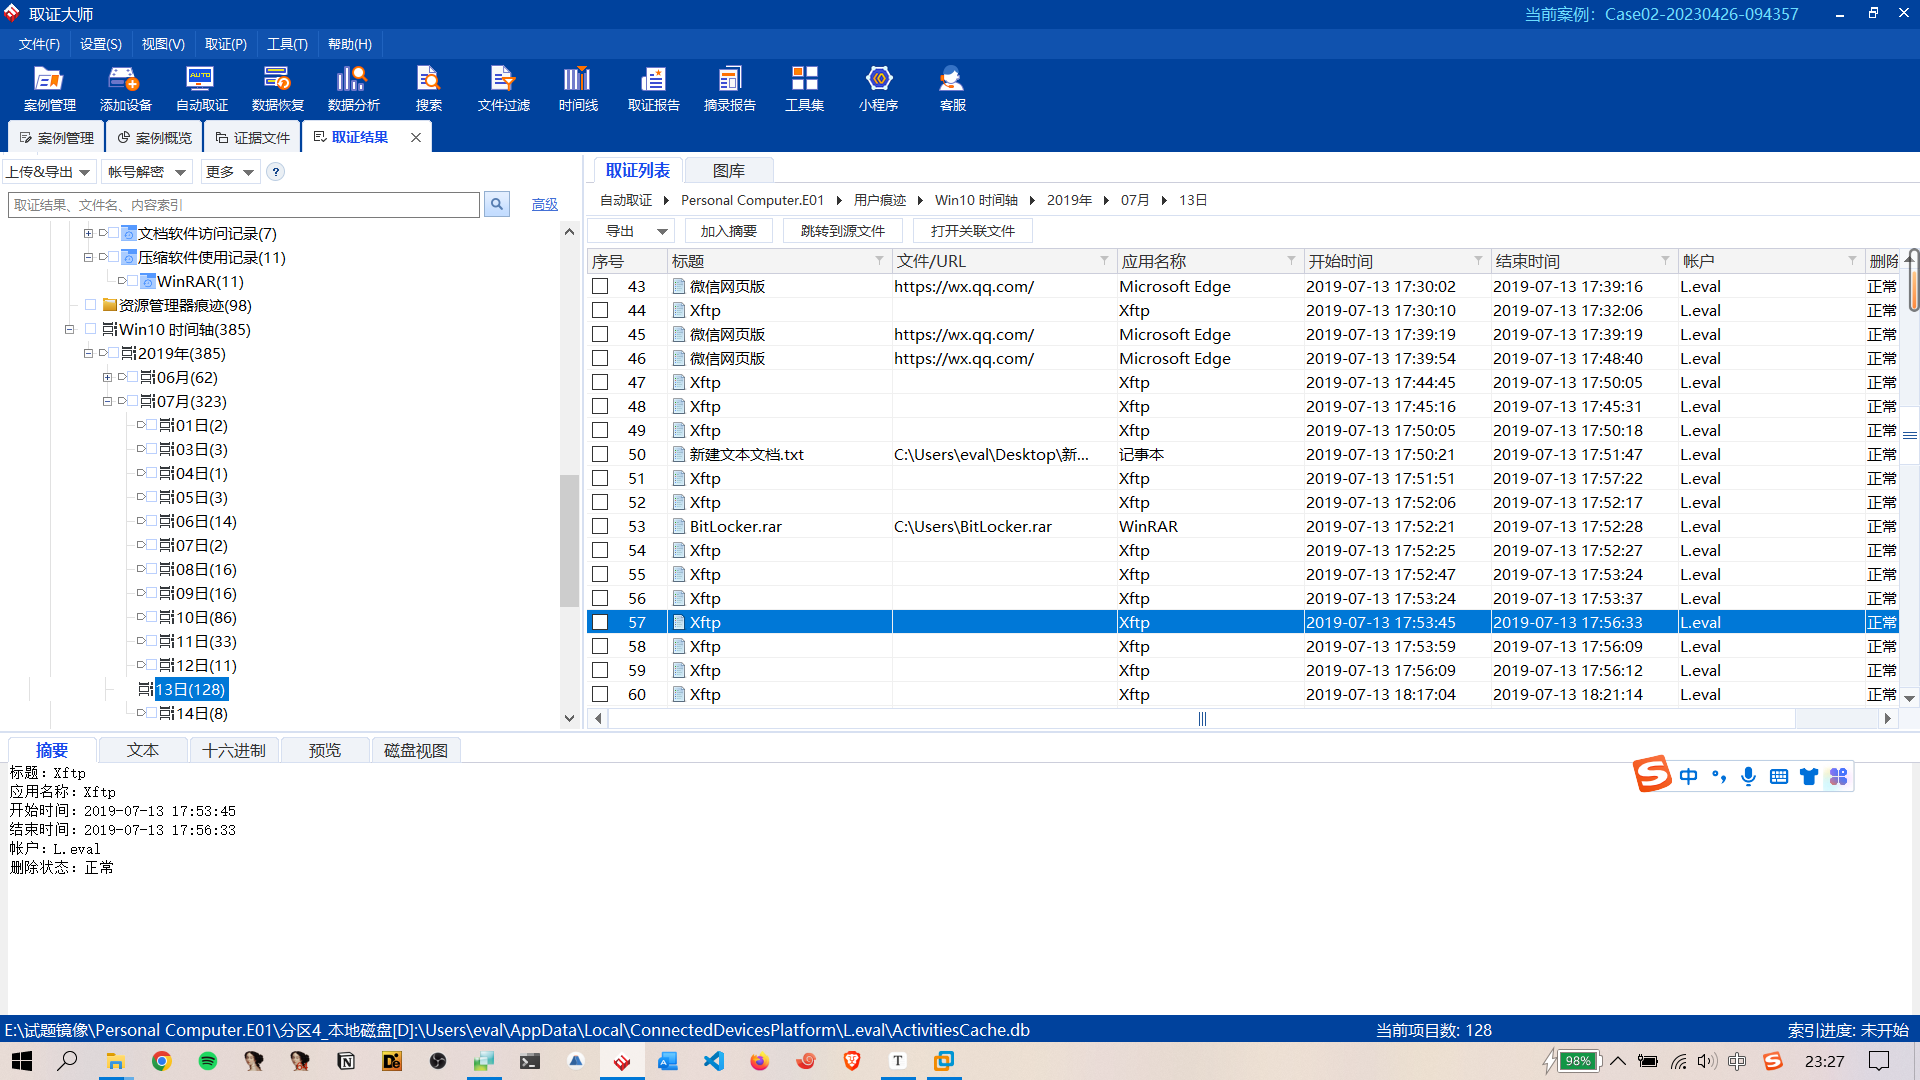 取证大师
当前案例：Case02-20230426-094357
文件(F) 设置(S) 视图(V) 取证(P) 工具(T) 帮助(H)
案例管理 添加设备 自动取证 数据恢复 数据分析 搜索 文件过滤 时间线 取证报告 摘录报告 工具集 小程序 客服
案例管理 案例概览 证据文件 取证结果
上传&导出 帐号解密 更多 ?
取证结果、文件名、内容索引 高级
文档软件访问记录(7)
压缩软件使用记录(11)
WinRAR(11)
资源管理器痕迹(98)
Win10 时间轴(385)
2019年(385)
06月(62)
07月(323)
01日(2)
03日(3)
04日(1)
05日(3)
06日(14)
07日(2)
08日(16)
09日(16)
10日(86)
11日(33)
12日(11)
13日(128)
14日(8)
取证列表 图库
自动取证 Personal Computer.E01 用户痕迹 Win10 时间轴 2019年 07月 13日
导出 加入摘要 跳转到源文件 打开关联文件
序号 标题 文件/URL 应用名称 开始时间 结束时间 帐户 删除
43 微信网页版 https://wx.qq.com/ Microsoft Edge 2019-07-13 17:30:02 2019-07-13 17:39:16 L.eval 正常
44 Xftp Xftp 2019-07-13 17:30:10 2019-07-13 17:32:06 L.eval 正常
45 微信网页版 https://wx.qq.com/ Microsoft Edge 2019-07-13 17:39:19 2019-07-13 17:39:19 L.eval 正常
46 微信网页版 https://wx.qq.com/ Microsoft Edge 2019-07-13 17:39:54 2019-07-13 17:48:40 L.eval 正常
47 Xftp Xftp 2019-07-13 17:44:45 2019-07-13 17:50:05 L.eval 正常
48 Xftp Xftp 2019-07-13 17:45:16 2019-07-13 17:45:31 L.eval 正常
49 Xftp Xftp 2019-07-13 17:50:05 2019-07-13 17:50:18 L.eval 正常
50 新建文本文档.txt C:\Users\eval\Desktop\新... 记事本 2019-07-13 17:50:21 2019-07-13 17:51:47 L.eval 正常
51 Xftp Xftp 2019-07-13 17:51:51 2019-07-13 17:57:22 L.eval 正常
52 Xftp Xftp 2019-07-13 17:52:06 2019-07-13 17:52:17 L.eval 正常
53 BitLocker.rar C:\Users\BitLocker.rar WinRAR 2019-07-13 17:52:21 2019-07-13 17:52:28 L.eval 正常
54 Xftp Xftp 2019-07-13 17:52:25 2019-07-13 17:52:27 L.eval 正常
55 Xftp Xftp 2019-07-13 17:52:47 2019-07-13 17:53:24 L.eval 正常
56 Xftp Xftp 2019-07-13 17:53:24 2019-07-13 17:53:37 L.eval 正常
57 Xftp Xftp 2019-07-13 17:53:45 2019-07-13 17:56:33 L.eval 正常
58 Xftp Xftp 2019-07-13 17:53:59 2019-07-13 17:56:09 L.eval 正常
59 Xftp Xftp 2019-07-13 17:56:09 2019-07-13 17:56:12 L.eval 正常
60 Xftp Xftp 2019-07-13 18:17:04 2019-07-13 18:21:14 L.eval 正常
摘要 文本 十六进制 预览 磁盘视图
标题：Xftp
应用名称：Xftp
开始时间：2019-07-13 17:53:45
结束时间：2019-07-13 17:56:33
帐户：L.eval
删除状态：正常
中
E:\试题镜像\Personal Computer.E01\分区4_本地磁盘[D]:\Users\eval\AppData\Local\ConnectedDevicesPlatform\L.eval\ActivitiesCache.db 当前项目数: 128 索引进度: 未开始
98% 中 23:27